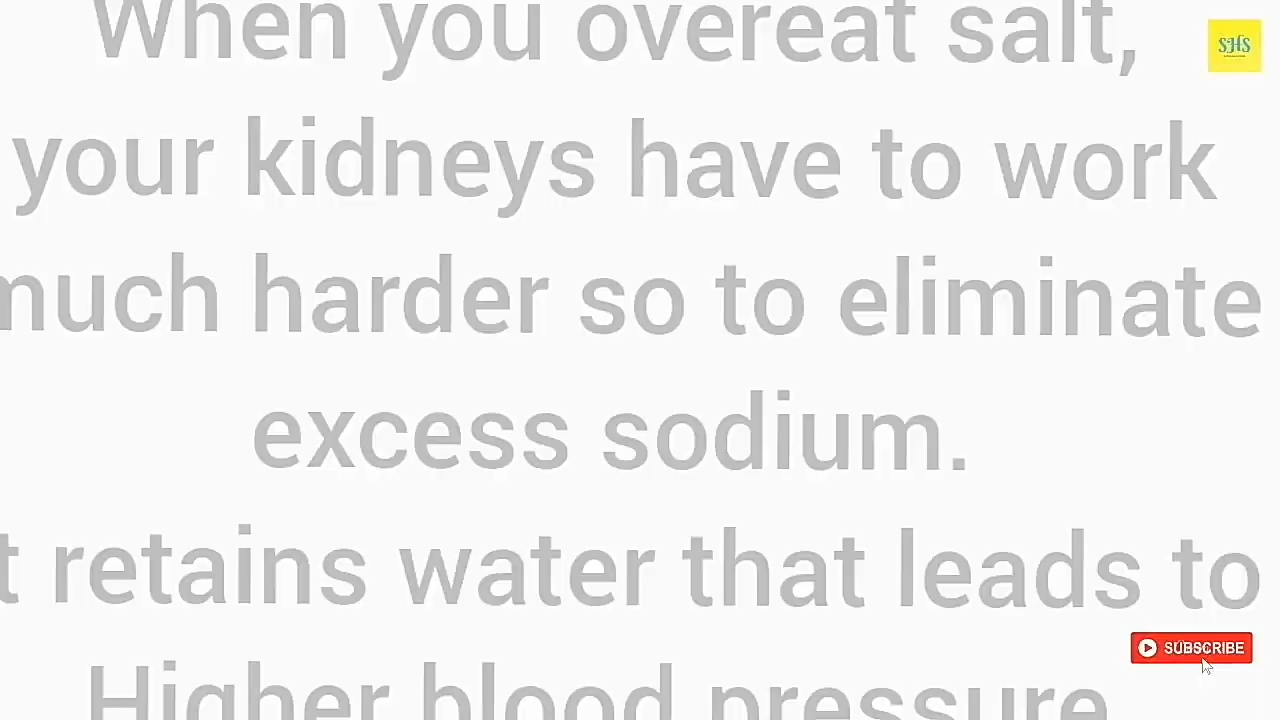 When you overeat salt,
SHS
your kidneys have to work
much harder so to eliminate
excess sodium.
t retains water that leads to
SUBSCRIBE
Higher blood pressure